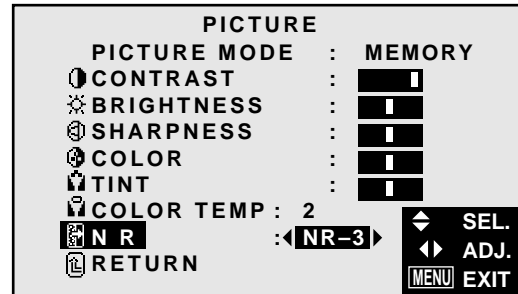 PICTURE
PICTURE MODE : MEMORY
CONTRAST :
BRIGHTNESS :
SHARPNESS :
COLOR :
TINT :
COLOR TEMP : 2
N R : NR–3
RETURN
SEL.
ADJ.
MENU EXIT